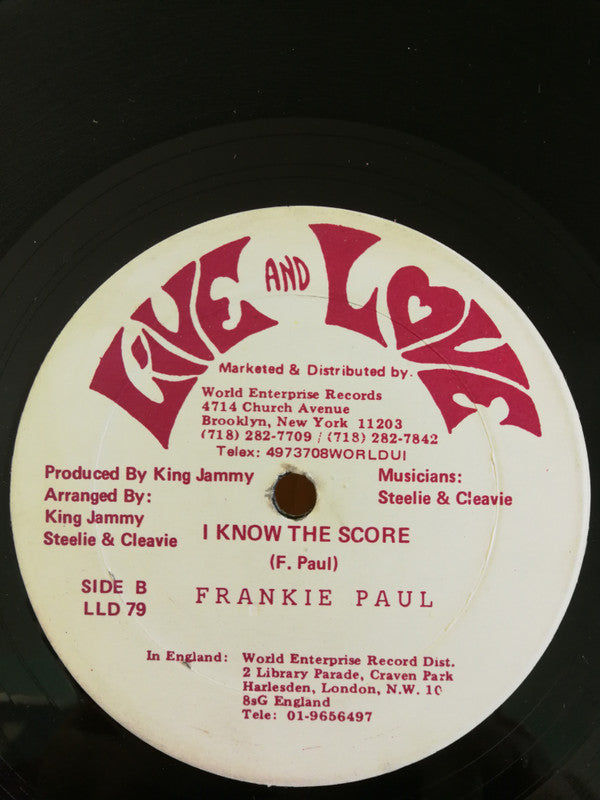 LIVE AND LOVE
Marketed & Distributed by.
World Enterprise Records
4714 Church Avenue
Brooklyn, New York 11203
(718) 282-7709 / (718) 282-7842
Telex: 4973708WORLDUI
Produced By King Jammy
Arranged By:
King Jammy
Steelie & Cleavie
Musicians:
Steelie & Cleavie
I KNOW THE SCORE
(F. Paul)
SIDE B
LLD 79
FRANKIE PAUL
In England: World Enterprise Record Dist.
2 Library Parade, Craven Park
Harlesden, London, N.W. 10
8sG England
Tele: 01-9656497